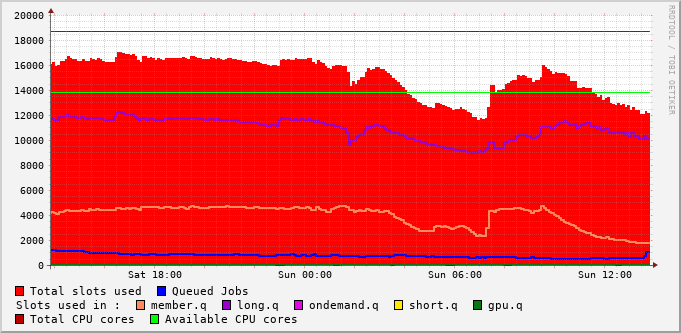 20000
18000
16000
14000
12000
10000
8000
6000
4000
2000
0
Sat 18:00 Sun 00:00 Sun 06:00 Sun 12:00
RRDTOOL / TOBI OETIKER
Total slots used Queued Jobs
Slots used in : member.q long.q ondemand.q short.q gpu.q
Total CPU cores Available CPU cores